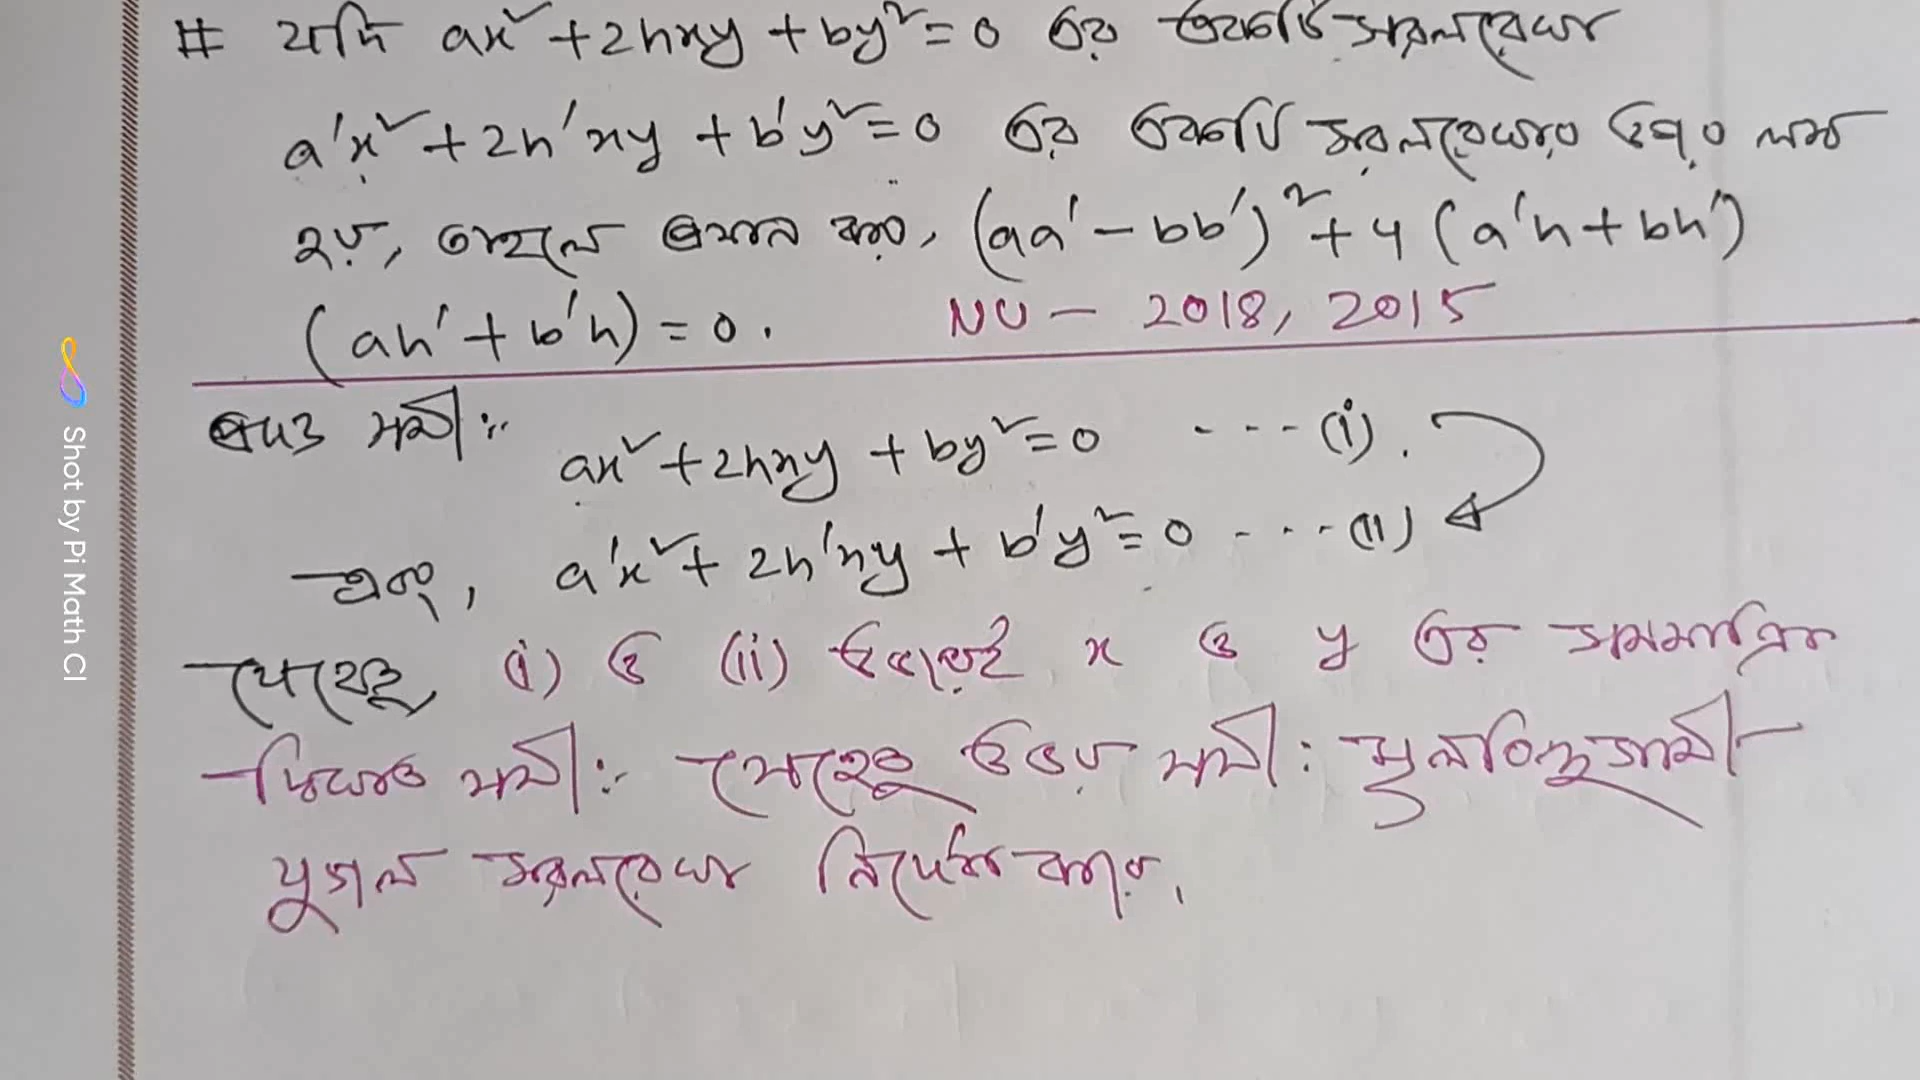 # যদি ax²+2hxy+by²=0 এর একটি সরলরেখা
a'x²+2h'xy+b'y²=0 এর একটি সরলরেখার উপর লম্ব
হয়, তাহলে প্রমাণ কর, (aa'-bb')²+4(a'h+bh')
(ah'+b'h)=0. NU - 2018, 2015
প্রদত্ত সমী:
ax²+2hxy+by²=0 ---- (i).
এবং, a'x²+2h'xy+b'y²=0 ---- (ii)
যেহেতু, (i) ও (ii) উভয়েই x ও y এর সমমাত্রিক
দ্বিঘাত সমী: যেহেতু উভয় সমী: মুলবিন্দুগামী
যুগল সরলরেখা নির্দেশ করে,
Shot by Pi Math Cl